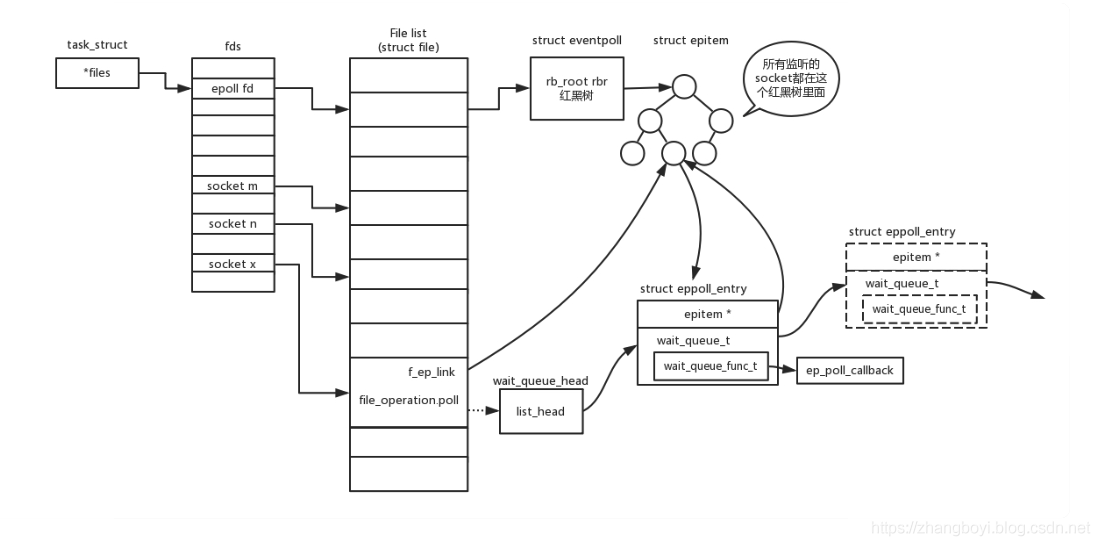 task_struct
*files
fds
epoll fd
socket m
socket n
socket x
File list
(struct file)
f_ep_link
file_operation.poll
struct eventpoll
rb_root rbr
红黑树
struct epitem
所有监听的
socket都在这
个红黑树里面
wait_queue_head
list_head
struct eppoll_entry
epitem *
wait_queue_t
wait_queue_func_t
ep_poll_callback
struct eppoll_entry
epitem *
wait_queue_t
wait_queue_func_t
https://zhangboyi.blog.csdn.net